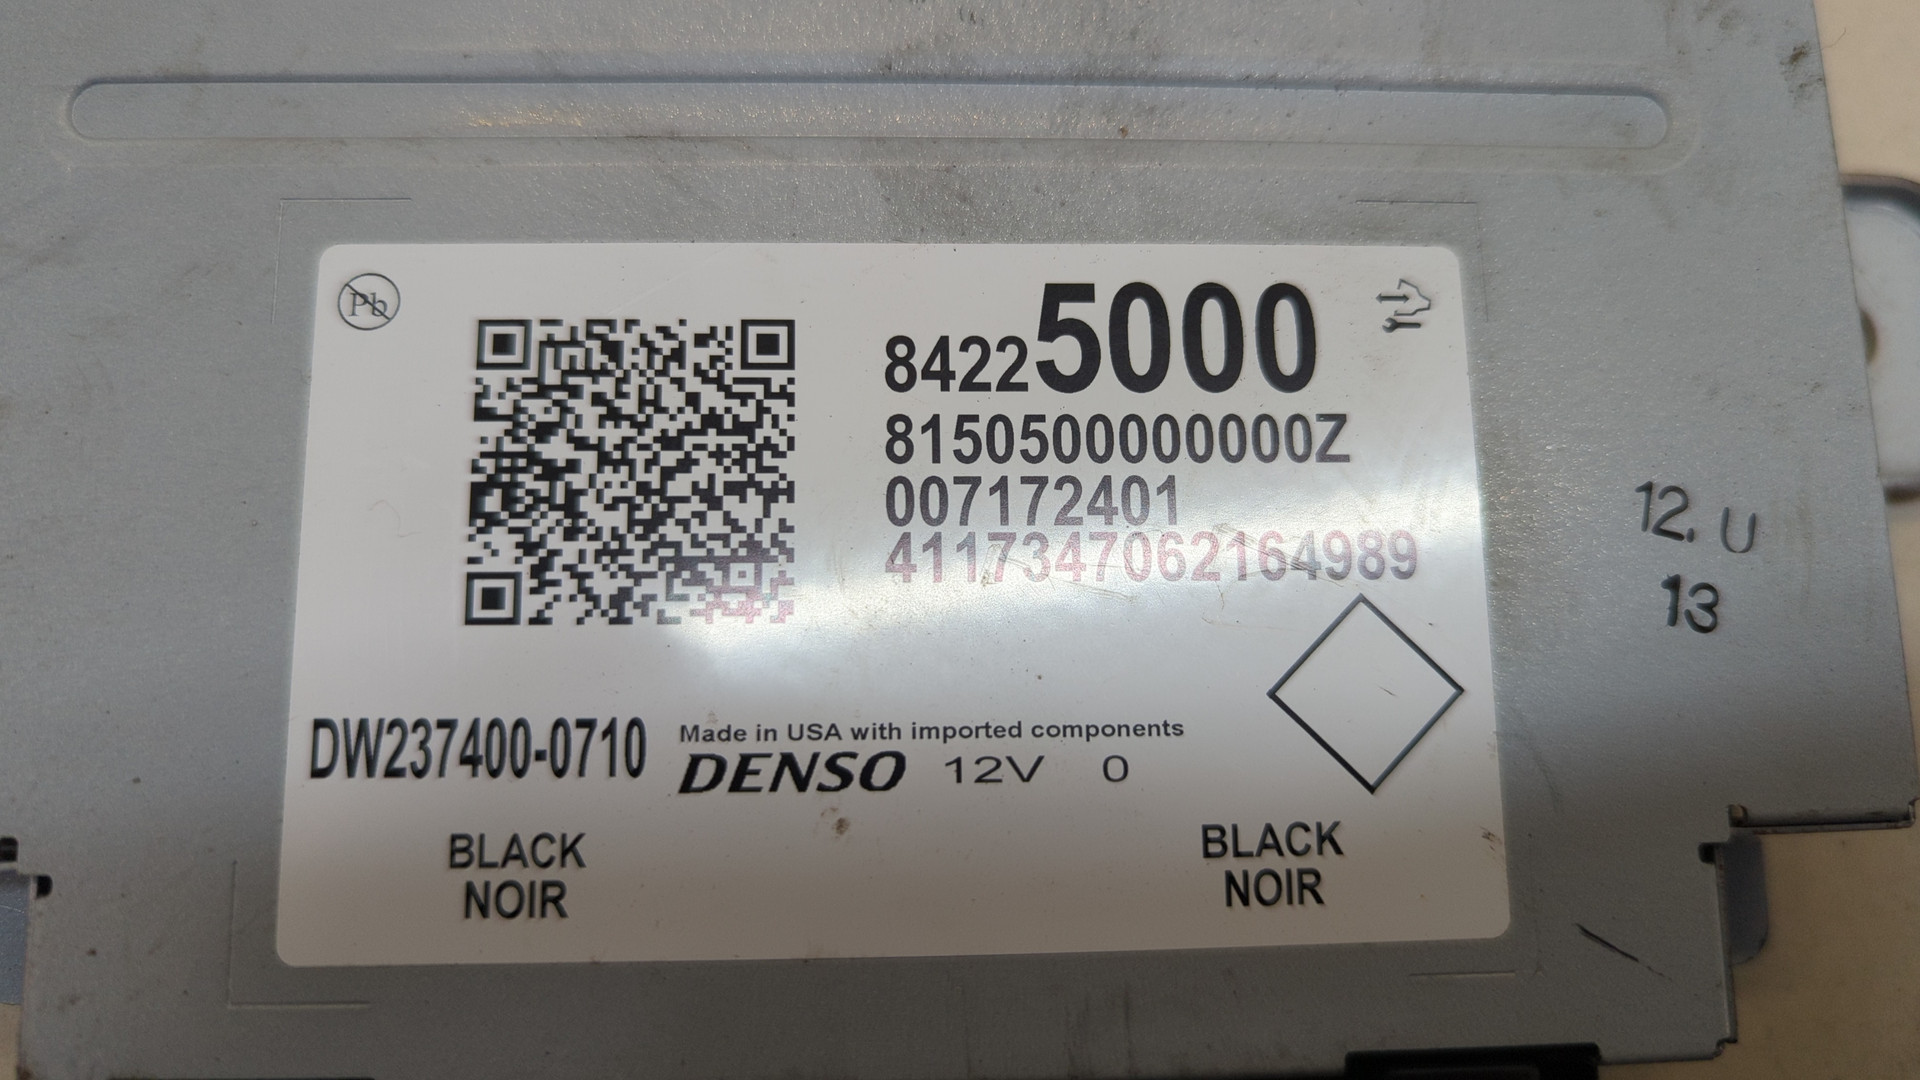 Pb
84225000
8150500000000Z
007172401
4117347062164989
12. U
13
DW237400-0710
Made in USA with imported components
DENSO 12V 0
BLACK
NOIR
BLACK
NOIR